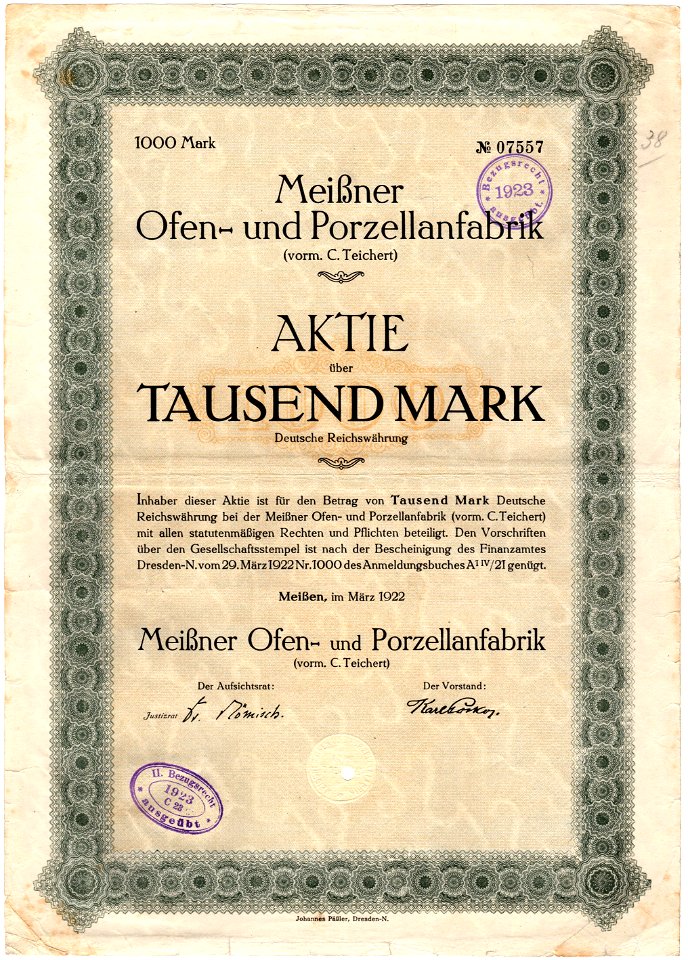 1000 Mark
№ 07557
38
Bezugsrecht
1923
ausgeübt.
Meißner
Ofen- und Porzellanfabrik
(vorm. C. Teichert)
AKTIE
über
TAUSEND MARK
Deutsche Reichswährung
Inhaber dieser Aktie ist für den Betrag von Tausend Mark Deutsche
Reichswährung bei der Meißner Ofen- und Porzellanfabrik (vorm. C. Teichert)
mit allen statutenmäßigen Rechten und Pflichten beteiligt. Den Vorschriften
über den Gesellschaftsstempel ist nach der Bescheinigung des Finanzamtes
Dresden-N. vom 29. März 1922 Nr. 1000 des Anmeldungsbuches A I IV/21 genügt.
Meißen, im März 1922
Meißner Ofen- und Porzellanfabrik
(vorm. C. Teichert)
Der Aufsichtsrat:
Der Vorstand:
Justizrat Dr. Römisch.
Karl
II. Bezugsrecht
1923
ausgeübt
Johannes Päßler, Dresden-N.